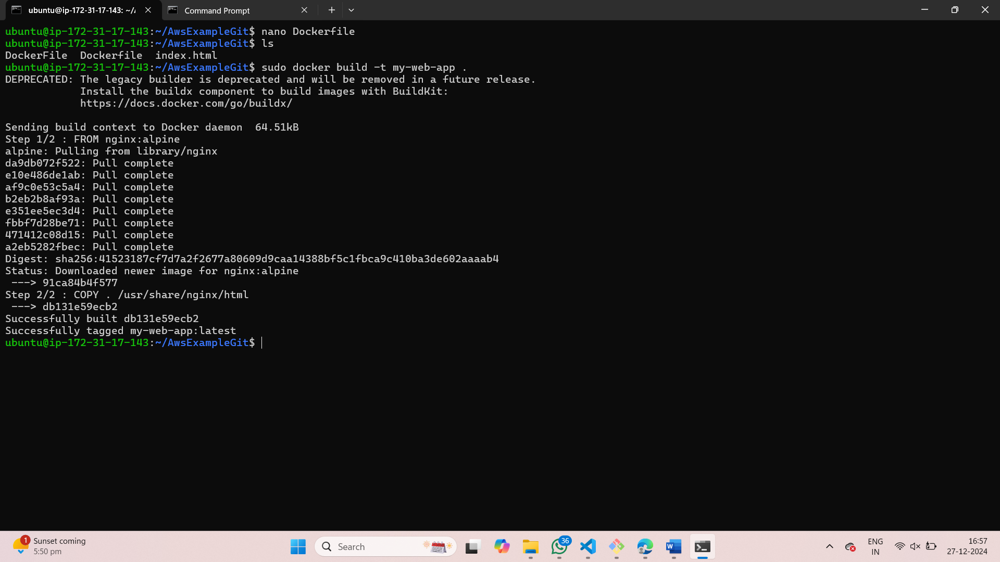 ubuntu@ip-172-31-17-143: ~/
Command Prompt
ubuntu@ip-172-31-17-143:~/AwsExampleGit$ nano Dockerfile
ubuntu@ip-172-31-17-143:~/AwsExampleGit$ ls
DockerFile  Dockerfile  index.html
ubuntu@ip-172-31-17-143:~/AwsExampleGit$ sudo docker build -t my-web-app .
DEPRECATED: The legacy builder is deprecated and will be removed in a future release.
            Install the buildx component to build images with BuildKit:
            https://docs.docker.com/go/buildx/

Sending build context to Docker daemon  64.51kB
Step 1/2 : FROM nginx:alpine
alpine: Pulling from library/nginx
da9db072f522: Pull complete
e10e486de1ab: Pull complete
af9c0e53c5a4: Pull complete
b2eb2b8af93a: Pull complete
e351ee5ec3d4: Pull complete
fbbf7d28be71: Pull complete
471412c08d15: Pull complete
a2eb5282fbec: Pull complete
Digest: sha256:41523187cf7d7a2f2677a80609d9caa14388bf5c1fbca9c410ba3de602aaaab4
Status: Downloaded newer image for nginx:alpine
 ---> 91ca84b4f577
Step 2/2 : COPY . /usr/share/nginx/html
 ---> db131e59ecb2
Successfully built db131e59ecb2
Successfully tagged my-web-app:latest
ubuntu@ip-172-31-17-143:~/AwsExampleGit$
1
Sunset coming
5:50 pm
Search
36
W
ENG
IN
16:57
27-12-2024